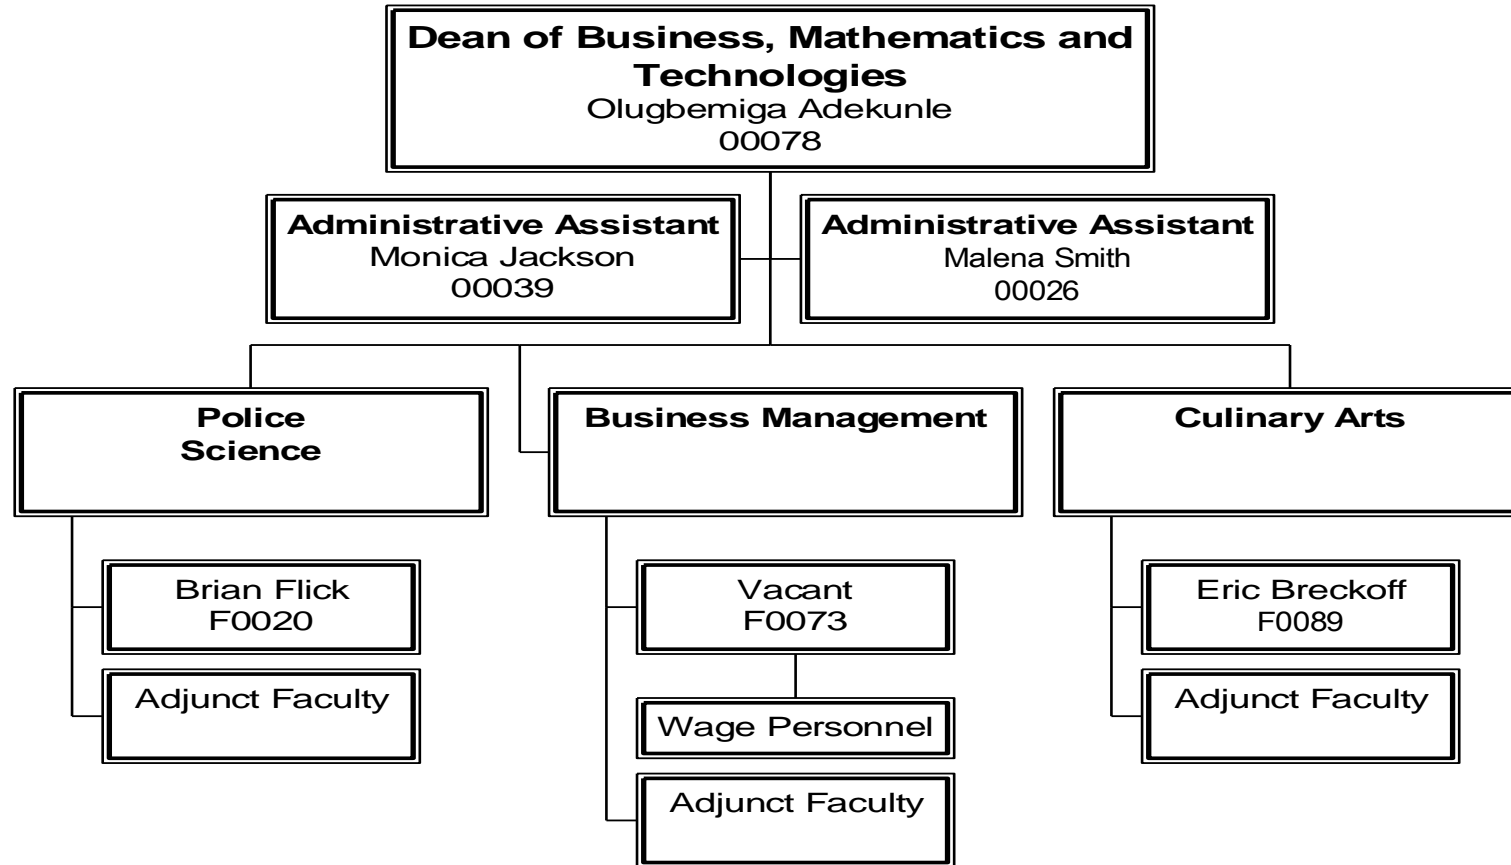 Dean of Business, Mathematics and
Technologies
Olugbemiga Adekunle
00078
Administrative Assistant
Monica Jackson
00039
Administrative Assistant
Malena Smith
00026
Police
Science
Business Management
Culinary Arts
Brian Flick
F0020
Adjunct Faculty
Vacant
F0073
Wage Personnel
Adjunct Faculty
Eric Breckoff
F0089
Adjunct Faculty